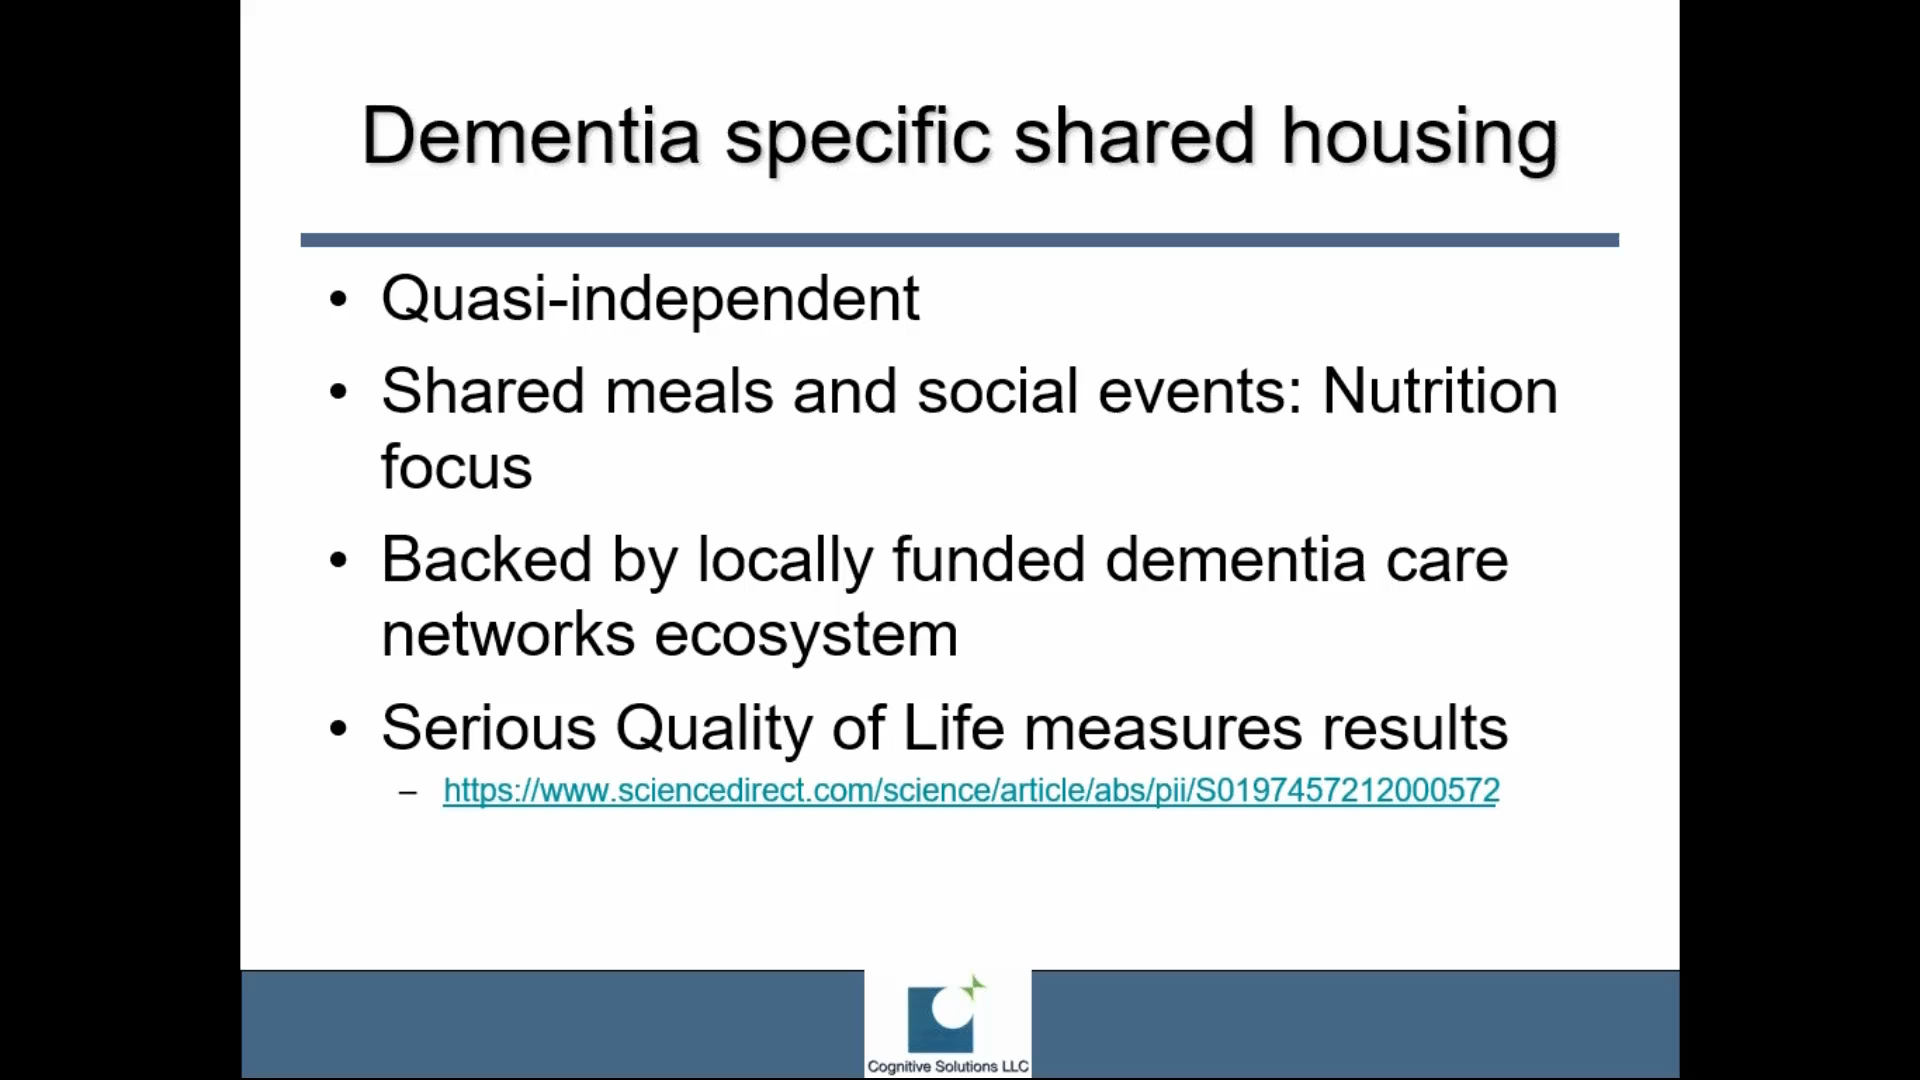 Dementia specific shared housing
• Quasi-independent
• Shared meals and social events: Nutrition
focus
• Backed by locally funded dementia care
networks ecosystem
• Serious Quality of Life measures results
– https://www.sciencedirect.com/science/article/abs/pii/S0197457212000572
Cognitive Solutions LLC